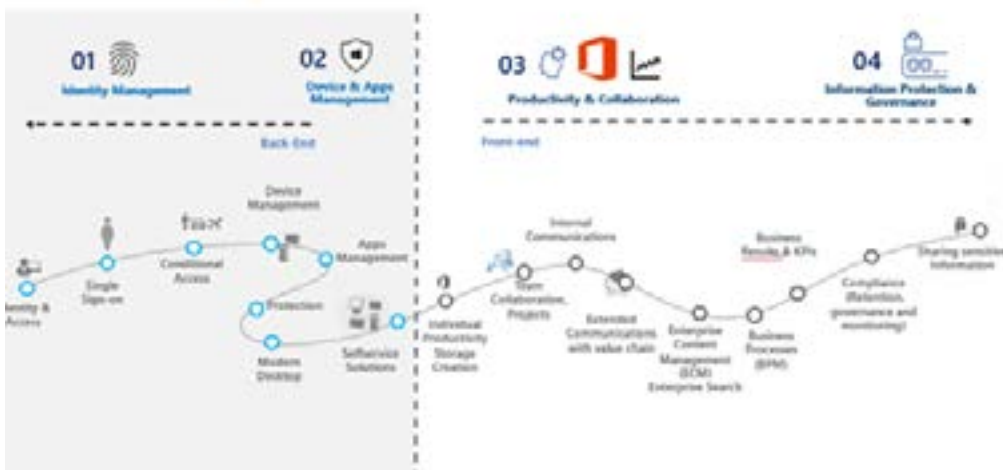 01
Identity Management
02
Device & Apps
Management
03
Productivity & Collaboration
04
Information Protection &
Governance
Back-End
Front-end
Identity &
Access
Single
Sign-on
Conditional
Access
Device
Management
Apps
Management
Protection
Modern
Desktop
Selfservice
Solutions
Individual
Productivity
Storage
Creation
Team
Collaboration,
Projects
Internal
Communications
Extended
Communications
with value chain
Enterprise
Content
Management
(ECM)
Enterprise Search
Business
Processes
(BPM)
Business
Results & KPIs
Compliance
(Retention,
governance and
monitoring)
Sharing sensitive
Information